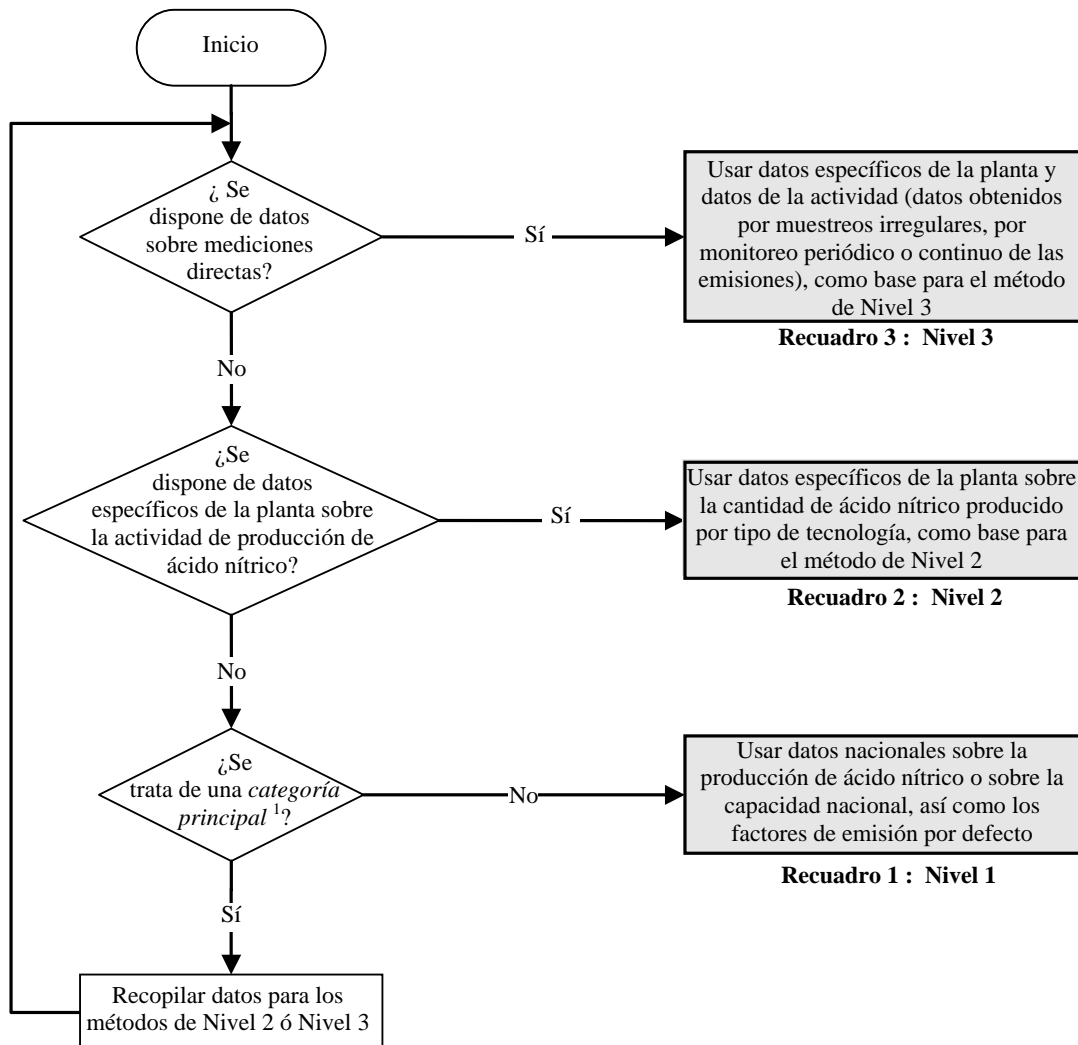 Inicio
¿ Se
dispone de datos
sobre mediciones
directas?
Sí
Usar datos específicos de la planta y
datos de la actividad (datos obtenidos
por muestreos irregulares, por
monitoreo periódico o continuo de las
emisiones), como base para el método
de Nivel 3
Recuadro 3 : Nivel 3
No
¿Se
dispone de datos
específicos de la planta sobre
la actividad de producción de
ácido nítrico?
Sí
Usar datos específicos de la planta sobre
la cantidad de ácido nítrico producido
por tipo de tecnología, como base para
el método de Nivel 2
Recuadro 2 : Nivel 2
No
¿Se
trata de una categoría
principal ¹?
No
Usar datos nacionales sobre la
producción de ácido nítrico o sobre la
capacidad nacional, así como los
factores de emisión por defecto
Recuadro 1 : Nivel 1
Sí
Recopilar datos para los
métodos de Nivel 2 ó Nivel 3